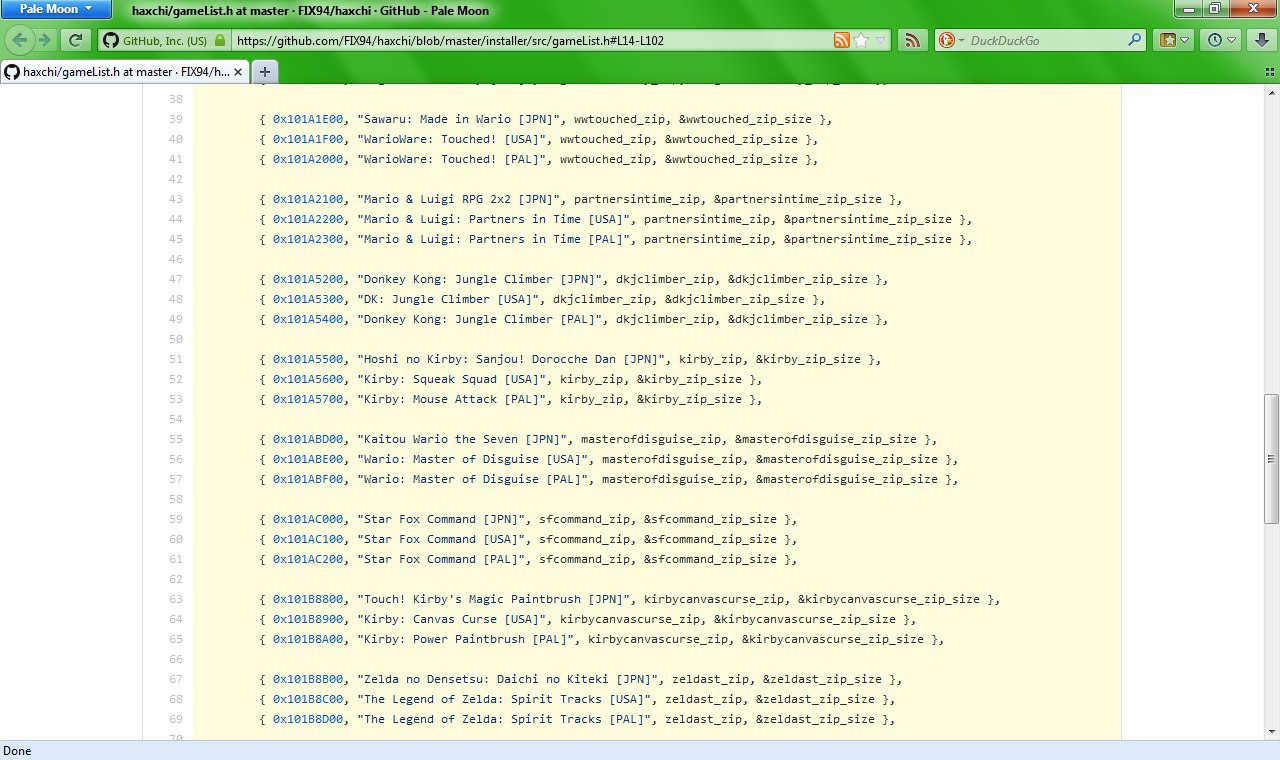 Pale Moon
haxchi/gameList.h at master · FIX94/haxchi · GitHub - Pale Moon
GitHub, Inc. (US)
https://github.com/FIX94/haxchi/blob/master/installer/src/gameList.h#L14-L102
DuckDuckGo
haxchi/gameList.h at master · FIX94/h...
38
39 { 0x101A1E00, "Sawaru: Made in Wario [JPN]", wwtouched_zip, &wwtouched_zip_size },
40 { 0x101A1F00, "WarioWare: Touched! [USA]", wwtouched_zip, &wwtouched_zip_size },
41 { 0x101A2000, "WarioWare: Touched! [PAL]", wwtouched_zip, &wwtouched_zip_size },
42
43 { 0x101A2100, "Mario & Luigi RPG 2x2 [JPN]", partnersintime_zip, &partnersintime_zip_size },
44 { 0x101A2200, "Mario & Luigi: Partners in Time [USA]", partnersintime_zip, &partnersintime_zip_size },
45 { 0x101A2300, "Mario & Luigi: Partners in Time [PAL]", partnersintime_zip, &partnersintime_zip_size },
46
47 { 0x101A5200, "Donkey Kong: Jungle Climber [JPN]", dkjclimber_zip, &dkjclimber_zip_size },
48 { 0x101A5300, "DK: Jungle Climber [USA]", dkjclimber_zip, &dkjclimber_zip_size },
49 { 0x101A5400, "Donkey Kong: Jungle Climber [PAL]", dkjclimber_zip, &dkjclimber_zip_size },
50
51 { 0x101A5500, "Hoshi no Kirby: Sanjou! Dorocche Dan [JPN]", kirby_zip, &kirby_zip_size },
52 { 0x101A5600, "Kirby: Squeak Squad [USA]", kirby_zip, &kirby_zip_size },
53 { 0x101A5700, "Kirby: Mouse Attack [PAL]", kirby_zip, &kirby_zip_size },
54
55 { 0x101ABD00, "Kaitou Wario the Seven [JPN]", masterofdisguise_zip, &masterofdisguise_zip_size },
56 { 0x101ABE00, "Wario: Master of Disguise [USA]", masterofdisguise_zip, &masterofdisguise_zip_size },
57 { 0x101ABF00, "Wario: Master of Disguise [PAL]", masterofdisguise_zip, &masterofdisguise_zip_size },
58
59 { 0x101AC000, "Star Fox Command [JPN]", sfcommand_zip, &sfcommand_zip_size },
60 { 0x101AC100, "Star Fox Command [USA]", sfcommand_zip, &sfcommand_zip_size },
61 { 0x101AC200, "Star Fox Command [PAL]", sfcommand_zip, &sfcommand_zip_size },
62
63 { 0x101B8800, "Touch! Kirby's Magic Paintbrush [JPN]", kirbycanvascurse_zip, &kirbycanvascurse_zip_size },
64 { 0x101B8900, "Kirby: Canvas Curse [USA]", kirbycanvascurse_zip, &kirbycanvascurse_zip_size },
65 { 0x101B8A00, "Kirby: Power Paintbrush [PAL]", kirbycanvascurse_zip, &kirbycanvascurse_zip_size },
66
67 { 0x101B8B00, "Zelda no Densetsu: Daichi no Kiteki [JPN]", zeldast_zip, &zeldast_zip_size },
68 { 0x101B8C00, "The Legend of Zelda: Spirit Tracks [USA]", zeldast_zip, &zeldast_zip_size },
69 { 0x101B8D00, "The Legend of Zelda: Spirit Tracks [PAL]", zeldast_zip, &zeldast_zip_size },
70
Done